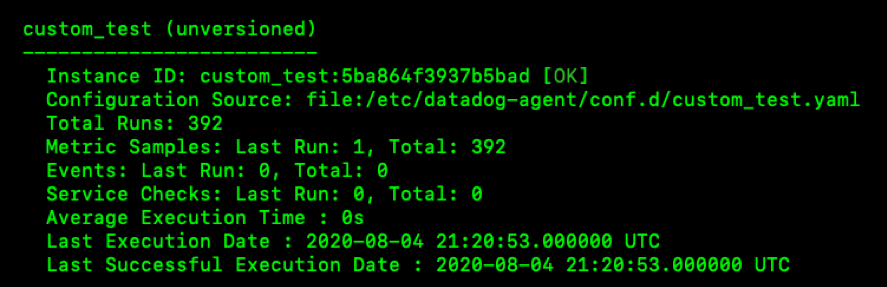 custom_test (unversioned)
-------------------------
Instance ID: custom_test:5ba864f3937b5bad [OK]
Configuration Source: file:/etc/datadog-agent/conf.d/custom_test.yaml
Total Runs: 392
Metric Samples: Last Run: 1, Total: 392
Events: Last Run: 0, Total: 0
Service Checks: Last Run: 0, Total: 0
Average Execution Time : 0s
Last Execution Date : 2020-08-04 21:20:53.000000 UTC
Last Successful Execution Date : 2020-08-04 21:20:53.000000 UTC